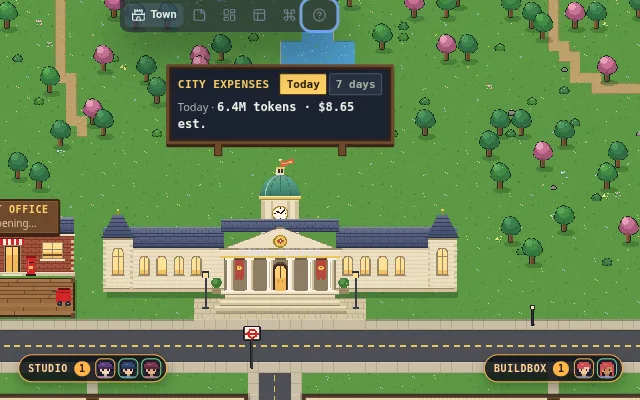 Town
CITY EXPENSES Today 7 days
Today · 6.4M tokens · $8.65
est.
OFFICE
pening…
STUDIO 1
BUILDBOX 1